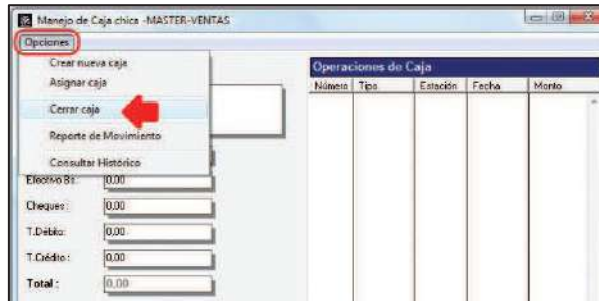 Manejo de Caja chica -MASTER-VENTAS
Opciones
Crear nueva caja
Asignar caja
Cerrar caja
Reporte de Movimiento
Consultar Histórico
Operaciones de Caja
Número Tipo Estación Fecha Monto
Efectivo Bs. 0,00
Cheques: 0,00
T.Débito: 0,00
T.Crédito: 0,00
Total: 0,00